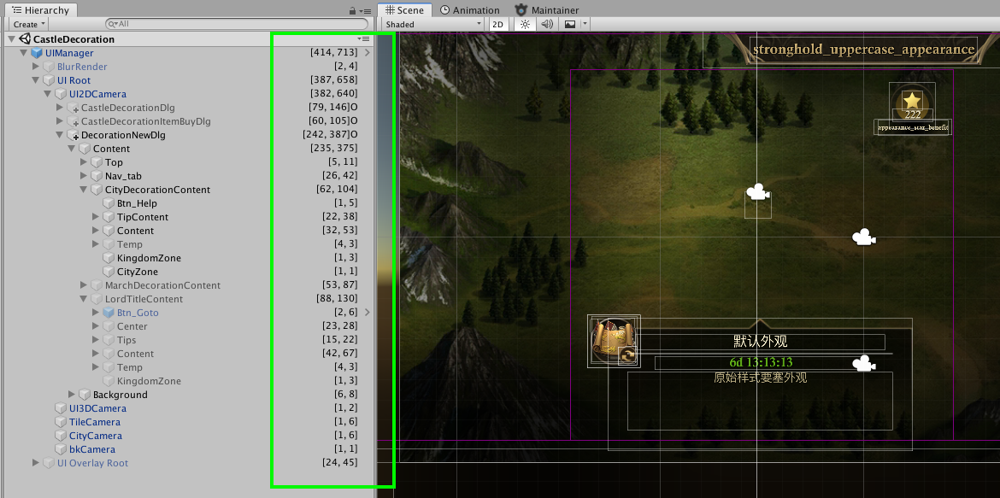 Hierarchy
Create
All
CastleDecoration
UIManager [414,713]
BlurRender [2, 4]
UI Root [387,658]
UI2DCamera [382,640]
CastleDecorationDlg [79,146]O
CastleDecorationItemBuyDlg [60,105]O
DecorationNewDlg [242,387]O
Content [235,375]
Top [5, 11]
Nav_tab [26, 42]
CityDecorationContent [62,104]
Btn_Help [1, 5]
TipContent [22, 38]
Content [32, 53]
Temp [4, 3]
KingdomZone [1, 3]
CityZone [1, 1]
MarchDecorationContent [53, 87]
LordTitleContent [88,130]
Btn_Goto [2, 6]
Center [23, 28]
Tips [15, 22]
Content [42, 67]
Temp [4, 3]
KingdomZone [1, 3]
Background [6, 8]
UI3DCamera [1, 2]
TileCamera [1, 6]
CityCamera [1, 6]
bkCamera [1, 1]
UI Overlay Root [24, 45]
Scene Animation Maintainer
Shaded 2D
stronghold_uppercase_appearance
222
appearance_star_benefit
默认外观
6d 13:13:13
原始样式要塞外观